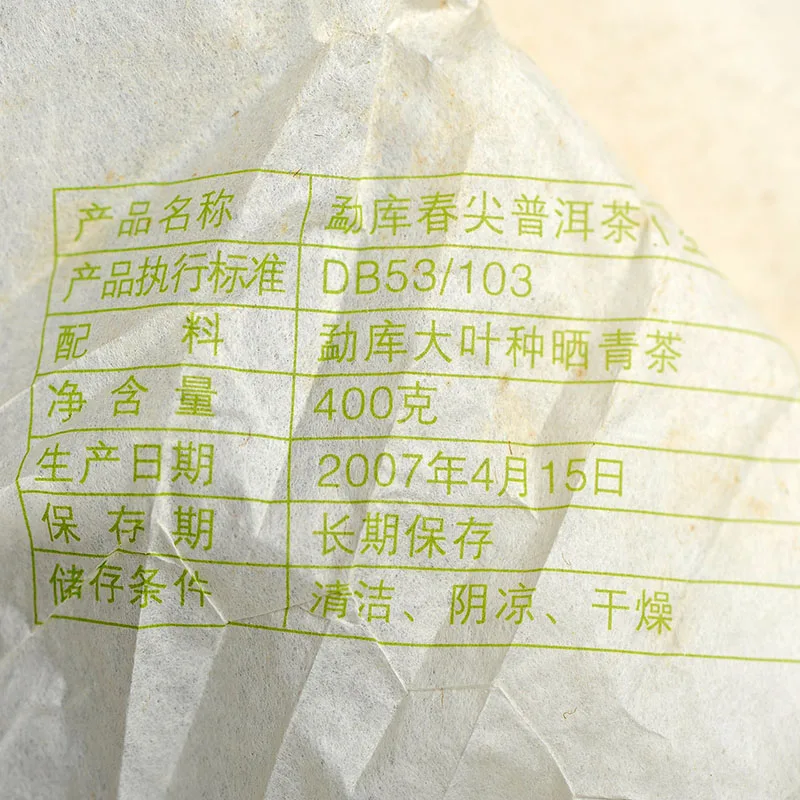 产品名称 勐库春尖普洱茶
产品执行标准 DB53/103
配 料 勐库大叶种晒青茶
净含量 400克
生产日期 2007年4月15日
保存期 长期保存
储存条件 清洁、阴凉、干燥